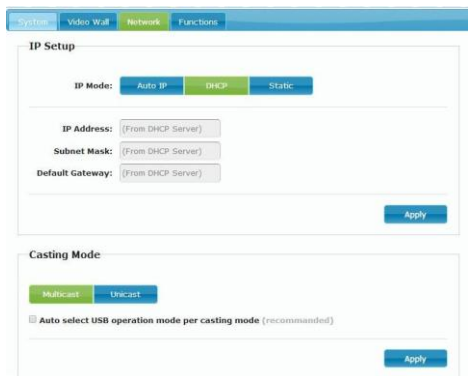 System Video Wall Network Functions
IP Setup
IP Mode: Auto IP DHCP Static
IP Address: (From DHCP Server)
Subnet Mask: (From DHCP Server)
Default Gateway: (From DHCP Server)
Apply
Casting Mode
Multicast Unicast
Auto select USB operation mode per casting mode (recommanded)
Apply